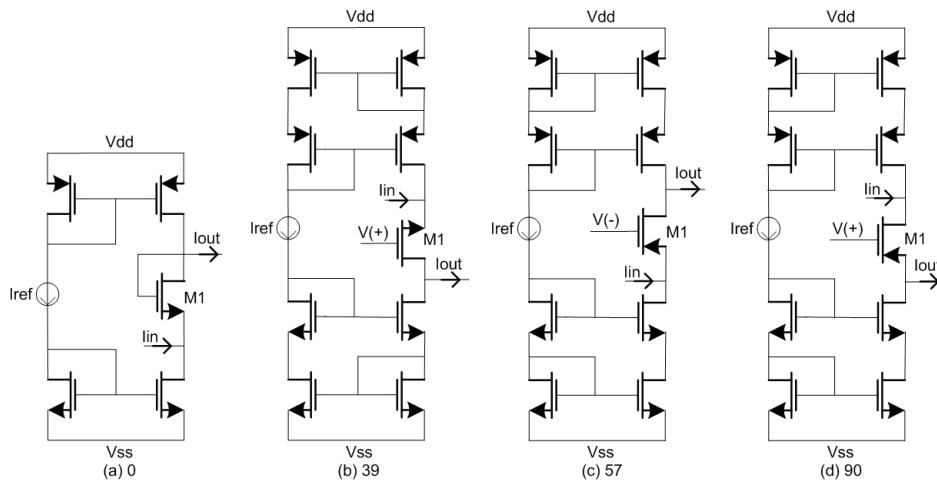 Vdd
Iout
Iref
M1
Iin
Vss
(a) 0
Vdd
Iin
Iref
V(+)
M1
Iout
Vss
(b) 39
Vdd
Iout
Iref
V(-)
M1
Iin
Vss
(c) 57
Vdd
Iin
Iref
V(+)
M1
Iout
Vss
(d) 90